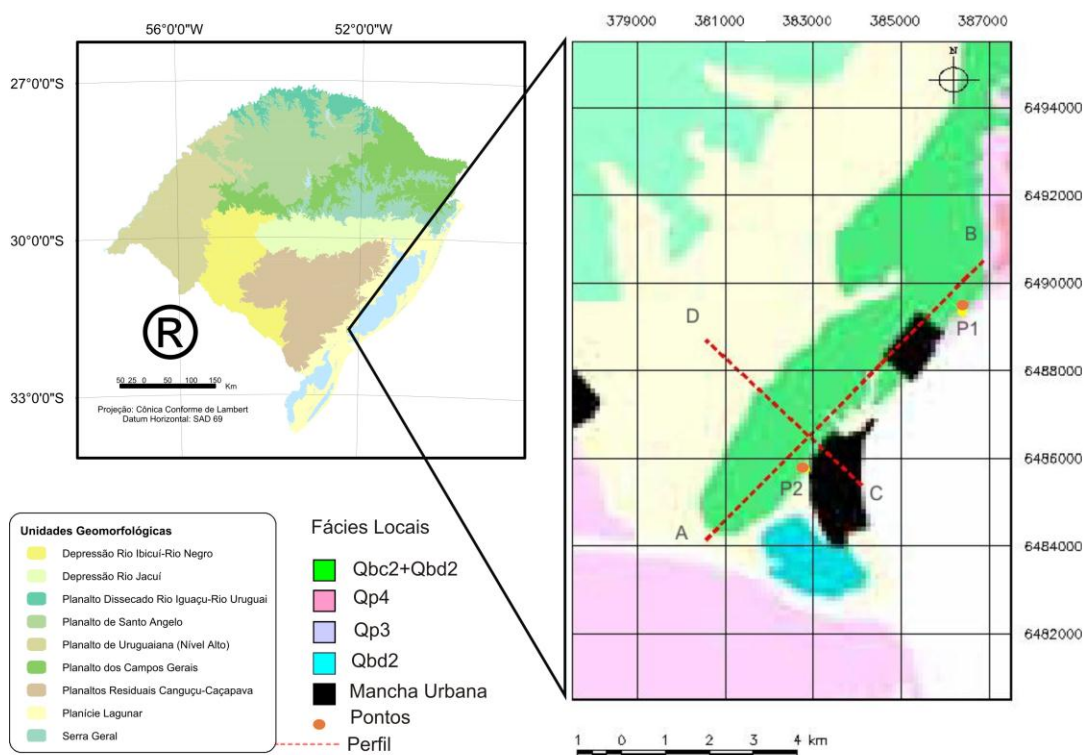 56°0'0"W
52°0'0"W
27°0'0"S
30°0'0"S
33°0'0"S
®
50 25 0 50 100 150
Km
Projeção: Cônica Conforme de Lambert
Datum Horizontal: SAD 69
Unidades Geomorfológicas
Depressão Rio Ibicuí-Rio Negro
Depressão Rio Jacuí
Planalto Dissecado Rio Iguaçu-Rio Uruguai
Planalto de Santo Angelo
Planalto de Uruguaiana (Nível Alto)
Planalto dos Campos Gerais
Planaltos Residuais Canguçu-Caçapava
Planície Lagunar
Serra Geral
Fácies Locais
Qbc2+Qbd2
Qp4
Qp3
Qbd2
Mancha Urbana
Pontos
Perfil
379000 381000 383000 385000 387000
N
6494000
6492000
6490000
6488000
6486000
6484000
6482000
B
D
P1
P2
C
A
1 0 1 2 3 4 km